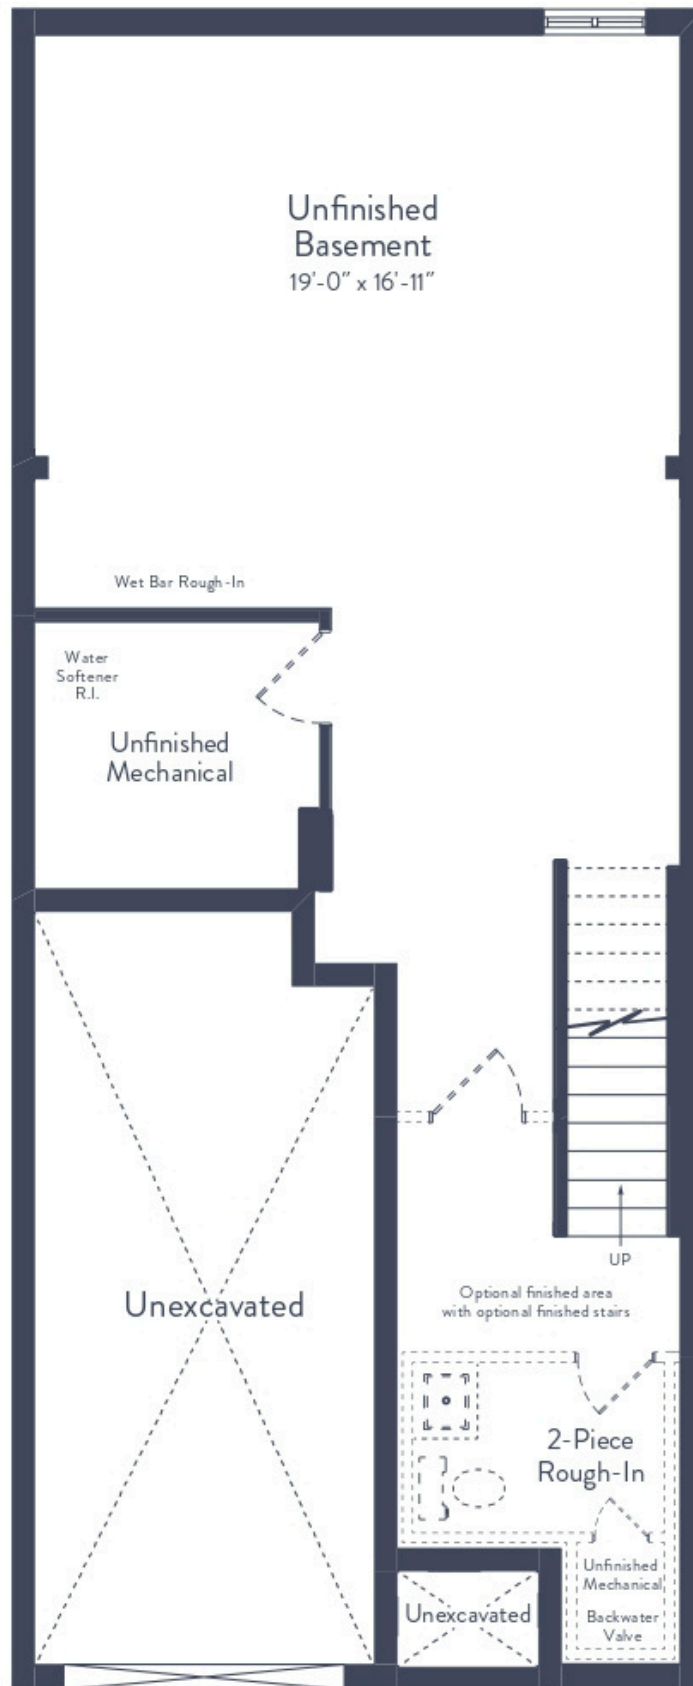 Unfinished
Basement
19'-0" x 16'-11"
Wet Bar Rough-In
Water
Softener
R.I.
Unfinished
Mechanical
UP
Optional finished area
with optional finished stairs
Unexcavated
2-Piece
Rough-In
Unfinished
Mechanical
Backwater
Valve
Unexcavated